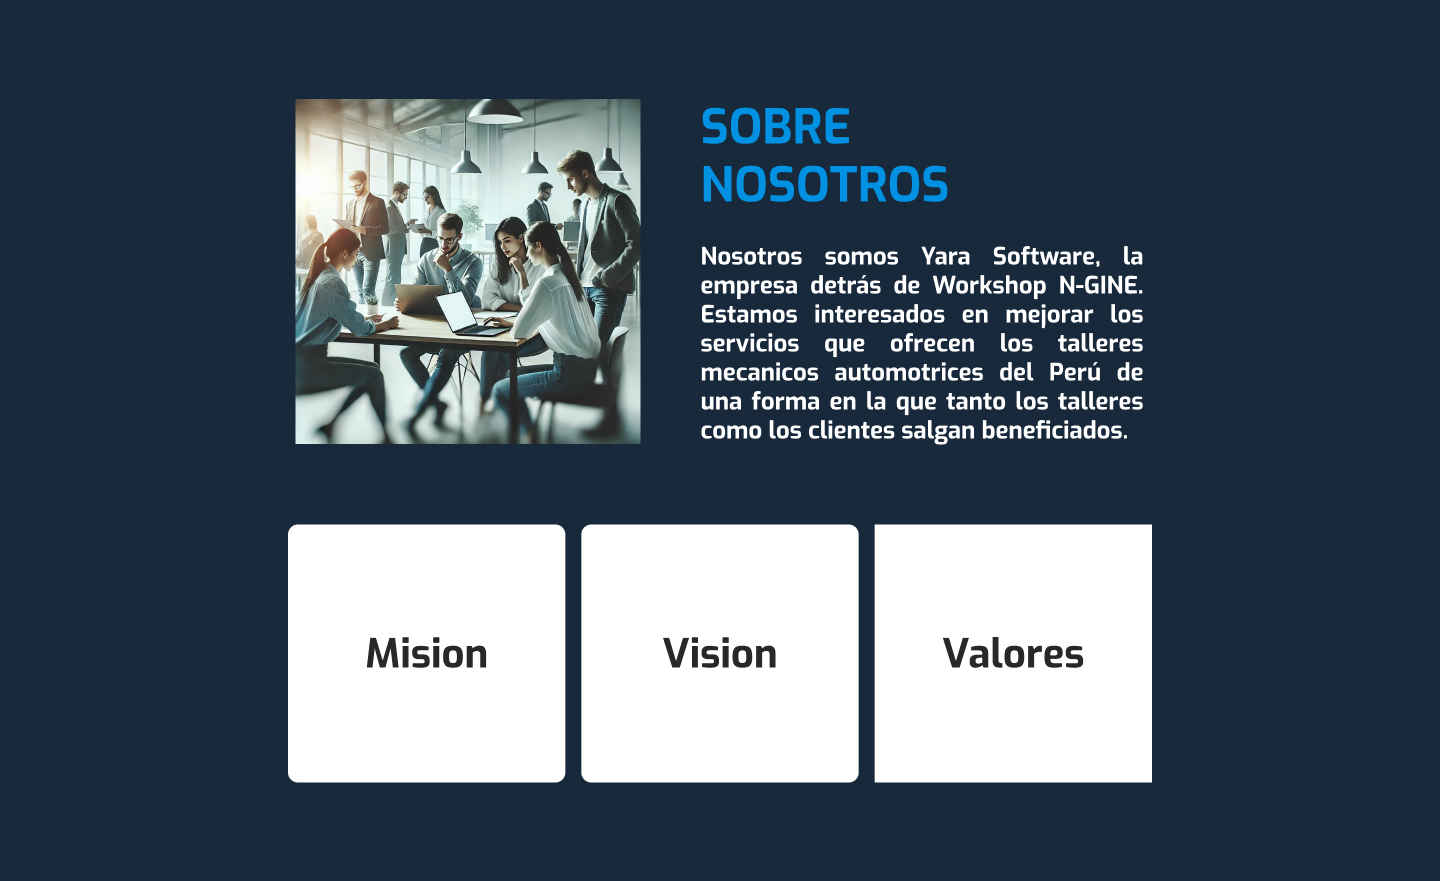 SOBRE
NOSOTROS
Nosotros somos Yara Software, la
empresa detrás de Workshop N-GINE.
Estamos interesados en mejorar los
servicios que ofrecen los talleres
mecanicos automotrices del Perú de
una forma en la que tanto los talleres
como los clientes salgan beneficiados.
Mision
Vision
Valores